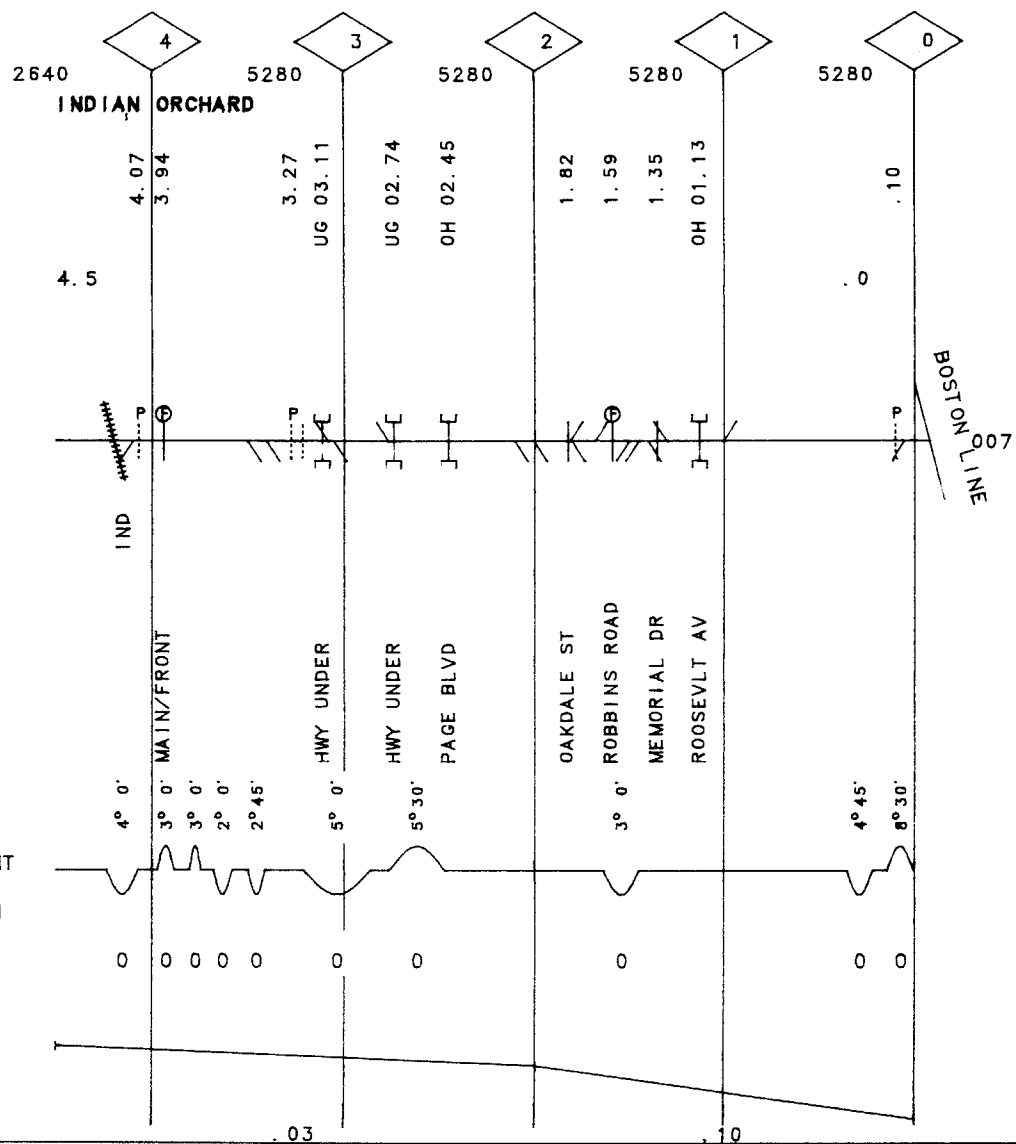 4 3 2 1 0
2640 5280 5280 5280 5280
INDIAN ORCHARD
4.07
3.94
3.27
UG 03.11
UG 02.74
OH 02.45
1.82
1.59
1.35
OH 01.13
.10
4.5 .0
P F P F P
BOSTON LINE
007
IND
MAIN/FRONT
HWY UNDER
HWY UNDER
PAGE BLVD
OAKDALE ST
ROBBINS ROAD
MEMORIAL DR
ROOSEVLT AV
4° 0'
3° 0'
3° 0'
2° 0'
2° 45'
5° 0'
5° 30'
3° 0'
4° 45'
8° 30'
0 0 0 0 0 0 0 0 0 0
.03 .10